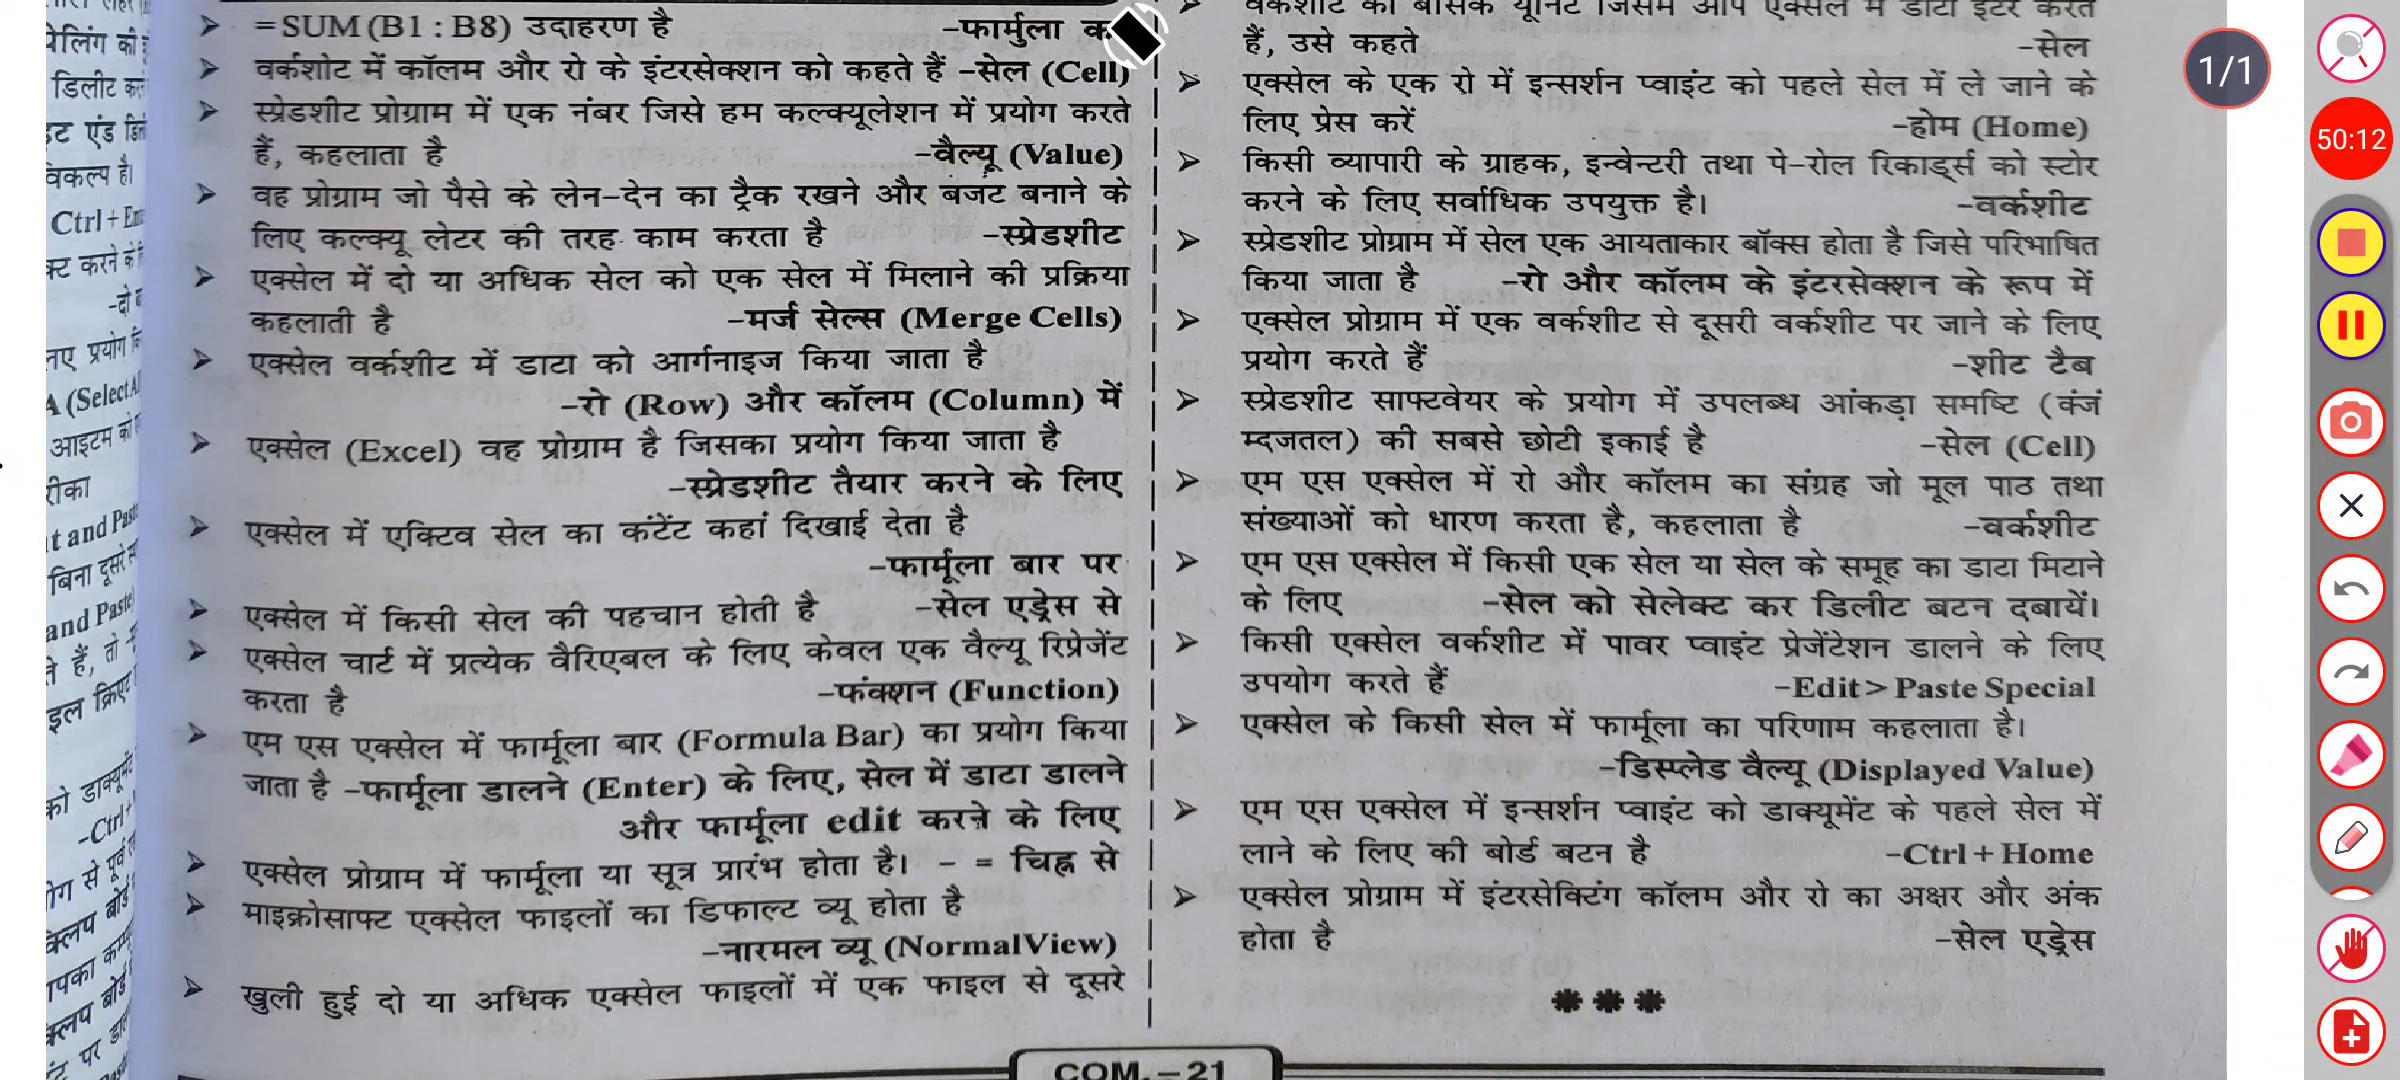 ➤ =SUM (B1 : B8) उदाहरण है –फार्मुला का
➤ वर्कशोट में कॉलम और रो के इंटरसेक्शन को कहते हैं –सेल (Cell)
➤ स्प्रेडशीट प्रोग्राम में एक नंबर जिसे हम कल्क्यूलेशन में प्रयोग करते
हैं, कहलाता है –वैल्यू (Value)
➤ वह प्रोग्राम जो पैसे के लेन-देन का ट्रैक रखने और बजट बनाने के
लिए कल्क्यू लेटर की तरह काम करता है –स्प्रेडशीट
➤ एक्सेल में दो या अधिक सेल को एक सेल में मिलाने की प्रक्रिया
कहलाती है –मर्ज सेल्स (Merge Cells)
➤ एक्सेल वर्कशीट में डाटा को आर्गनाइज किया जाता है
–रो (Row) और कॉलम (Column) में
➤ एक्सेल (Excel) वह प्रोग्राम है जिसका प्रयोग किया जाता है
–स्प्रेडशीट तैयार करने के लिए
➤ एक्सेल में एक्टिव सेल का कंटेंट कहां दिखाई देता है
–फार्मूला बार पर
➤ एक्सेल में किसी सेल की पहचान होती है –सेल एड्रेस से
➤ एक्सेल चार्ट में प्रत्येक वैरिएबल के लिए केवल एक वैल्यू रिप्रेजेंट
करता है –फंक्शन (Function)
➤ एम एस एक्सेल में फार्मूला बार (Formula Bar) का प्रयोग किया
जाता है –फार्मूला डालने (Enter) के लिए, सेल में डाटा डालने
और फार्मूला edit करने के लिए
➤ एक्सेल प्रोग्राम में फार्मूला या सूत्र प्रारंभ होता है। – = चिह्न से
➤ माइक्रोसाफ्ट एक्सेल फाइलों का डिफाल्ट व्यू होता है
–नारमल व्यू (NormalView)
➤ खुली हुई दो या अधिक एक्सेल फाइलों में एक फाइल से दूसरे
➤ वर्कशीट की बेसिक यूनिट जिसमें आप एक्सेल में डाटा इंटर करते
हैं, उसे कहते –सेल
➤ एक्सेल के एक रो में इन्सर्शन प्वाइंट को पहले सेल में ले जाने के
लिए प्रेस करें –होम (Home)
➤ किसी व्यापारी के ग्राहक, इन्वेन्टरी तथा पे-रोल रिकार्ड्स को स्टोर
करने के लिए सर्वाधिक उपयुक्त है। –वर्कशीट
➤ स्प्रेडशीट प्रोग्राम में सेल एक आयताकार बॉक्स होता है जिसे परिभाषित
किया जाता है –रो और कॉलम के इंटरसेक्शन के रूप में
➤ एक्सेल प्रोग्राम में एक वर्कशीट से दूसरी वर्कशीट पर जाने के लिए
प्रयोग करते हैं –शीट टैब
➤ स्प्रेडशीट साफ्टवेयर के प्रयोग में उपलब्ध आंकड़ा समष्टि (क्ंजं
म्दजतल) की सबसे छोटी इकाई है –सेल (Cell)
➤ एम एस एक्सेल में रो और कॉलम का संग्रह जो मूल पाठ तथा
संख्याओं को धारण करता है, कहलाता है –वर्कशीट
➤ एम एस एक्सेल में किसी एक सेल या सेल के समूह का डाटा मिटाने
के लिए –सेल को सेलेक्ट कर डिलीट बटन दबायें।
➤ किसी एक्सेल वर्कशीट में पावर प्वाइंट प्रेजेंटेशन डालने के लिए
उपयोग करते हैं –Edit > Paste Special
➤ एक्सेल के किसी सेल में फार्मूला का परिणाम कहलाता है।
–डिस्प्लेड वैल्यू (Displayed Value)
➤ एम एस एक्सेल में इन्सर्शन प्वाइंट को डाक्यूमेंट के पहले सेल में
लाने के लिए की बोर्ड बटन है –Ctrl + Home
➤ एक्सेल प्रोग्राम में इंटरसेक्टिंग कॉलम और रो का अक्षर और अंक
होता है –सेल एड्रेस
✱ ✱ ✱
COM.–21
1/1
50:12